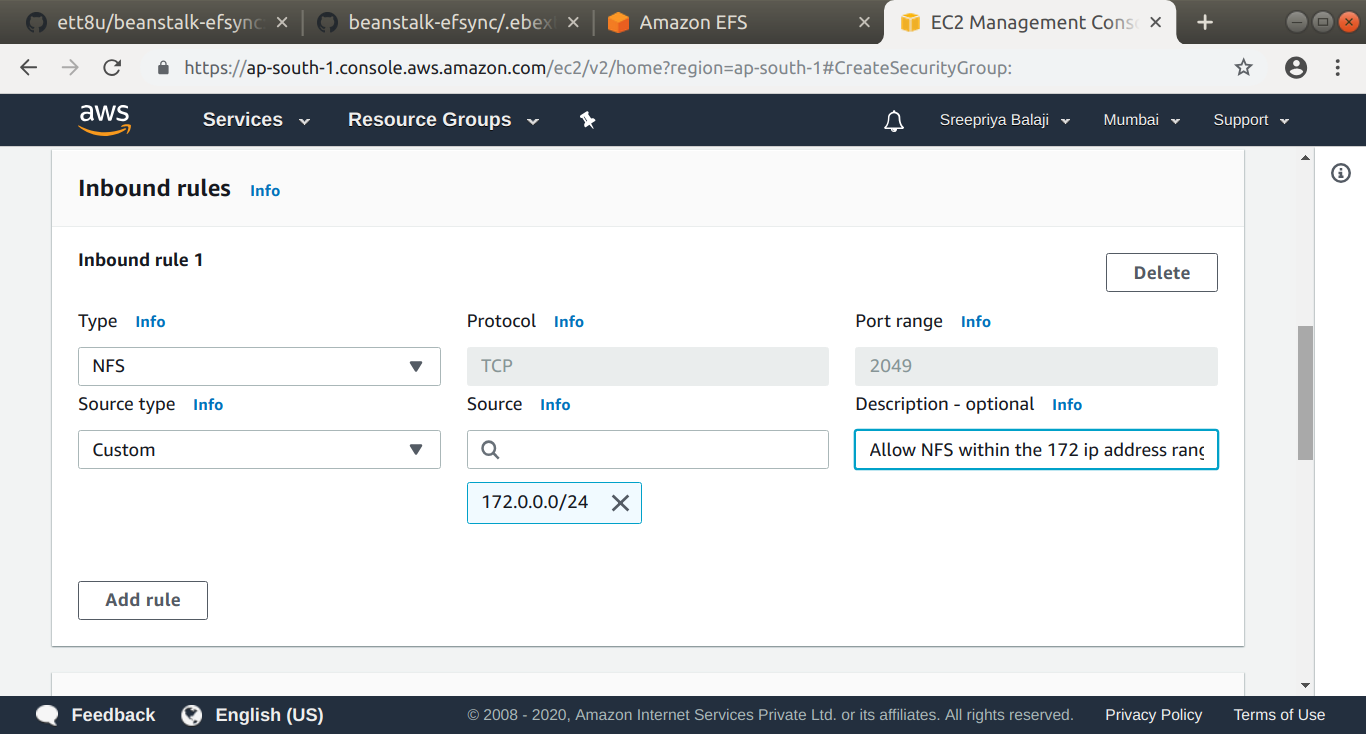 ett8u/beanstalk-efsync
beanstalk-efsync/.ebex
Amazon EFS
EC2 Management Cons
https://ap-south-1.console.aws.amazon.com/ec2/v2/home?region=ap-south-1#CreateSecurityGroup:
aws
Services
Resource Groups
Sreepriya Balaji
Mumbai
Support
Inbound rules Info
Inbound rule 1
Delete
Type Info
Protocol Info
Port range Info
NFS
TCP
2049
Source type Info
Source Info
Description - optional Info
Custom
Allow NFS within the 172 ip address rang
172.0.0.0/24
Add rule
Feedback
English (US)
© 2008 - 2020, Amazon Internet Services Private Ltd. or its affiliates. All rights reserved.
Privacy Policy
Terms of Use